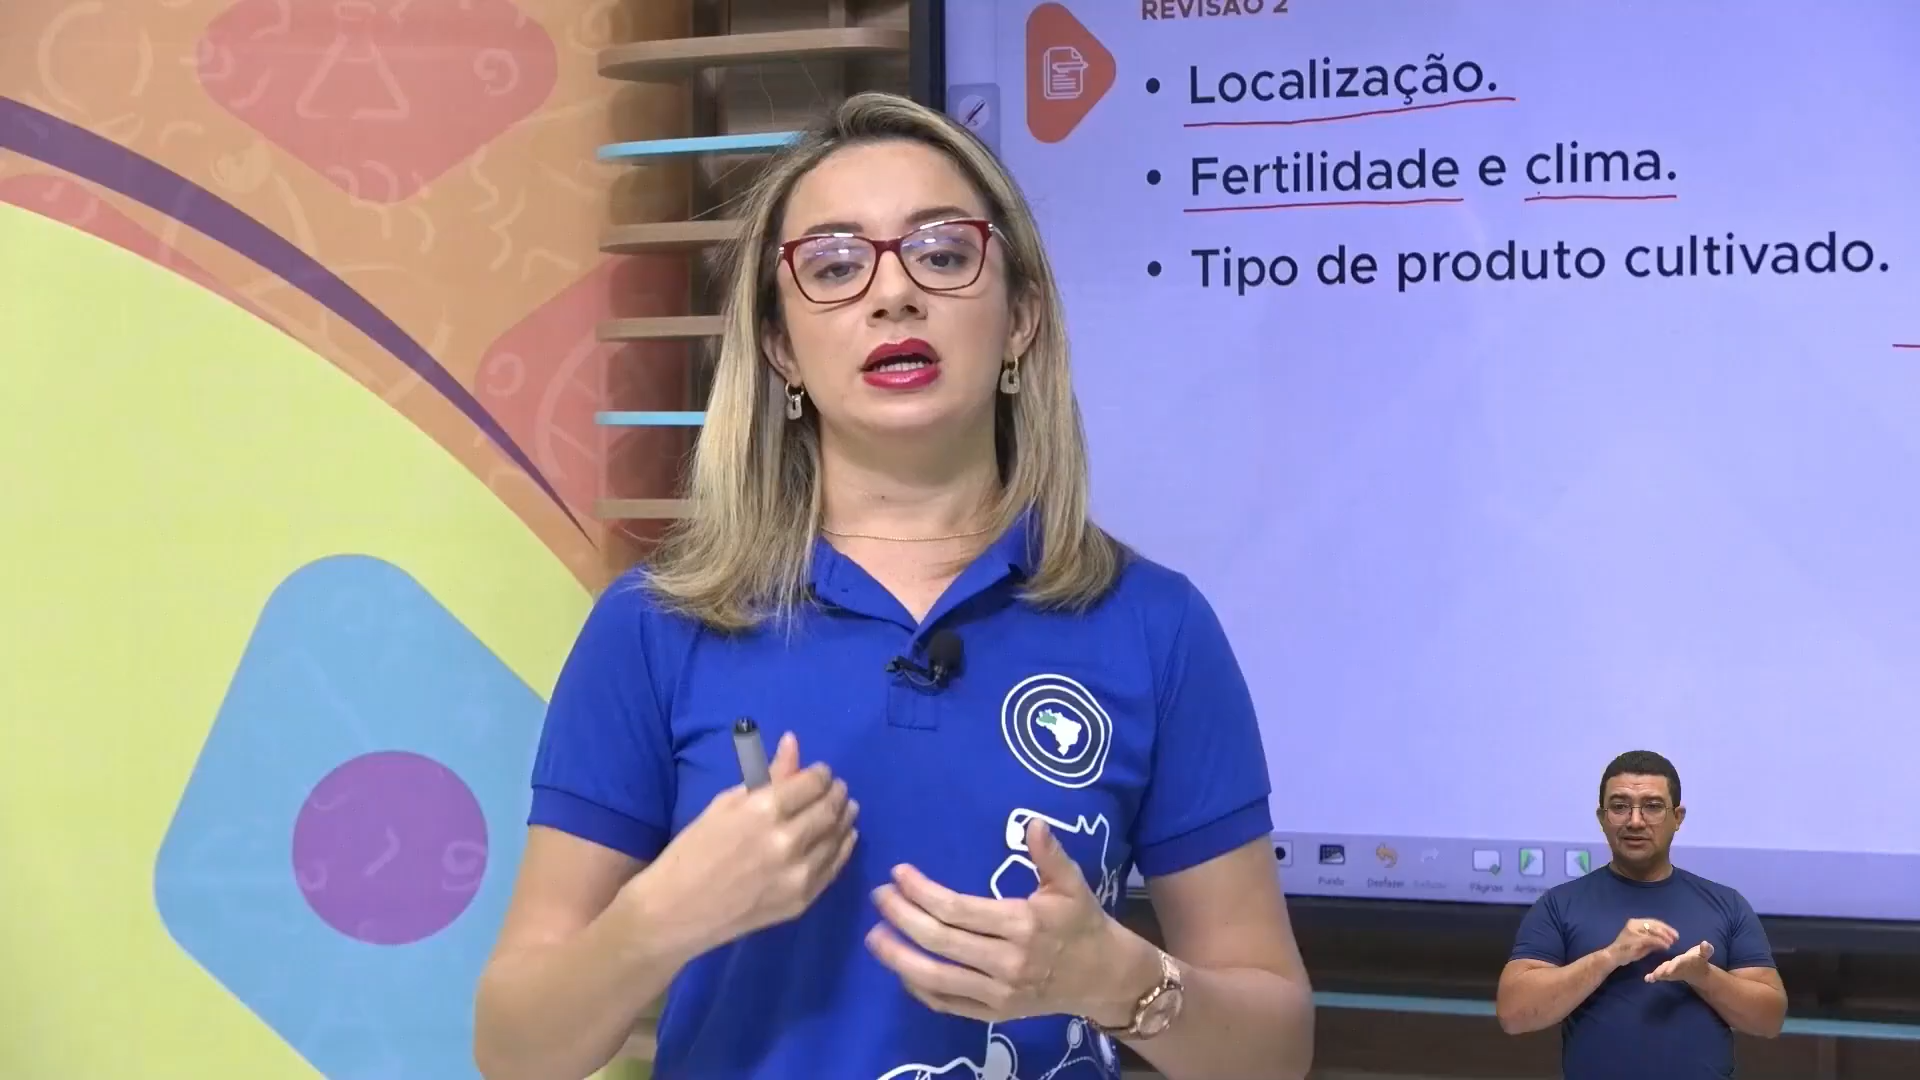 REVISÃO 2
• Localização.
• Fertilidade e clima.
• Tipo de produto cultivado.
Fundo Desfazer Refazer Páginas